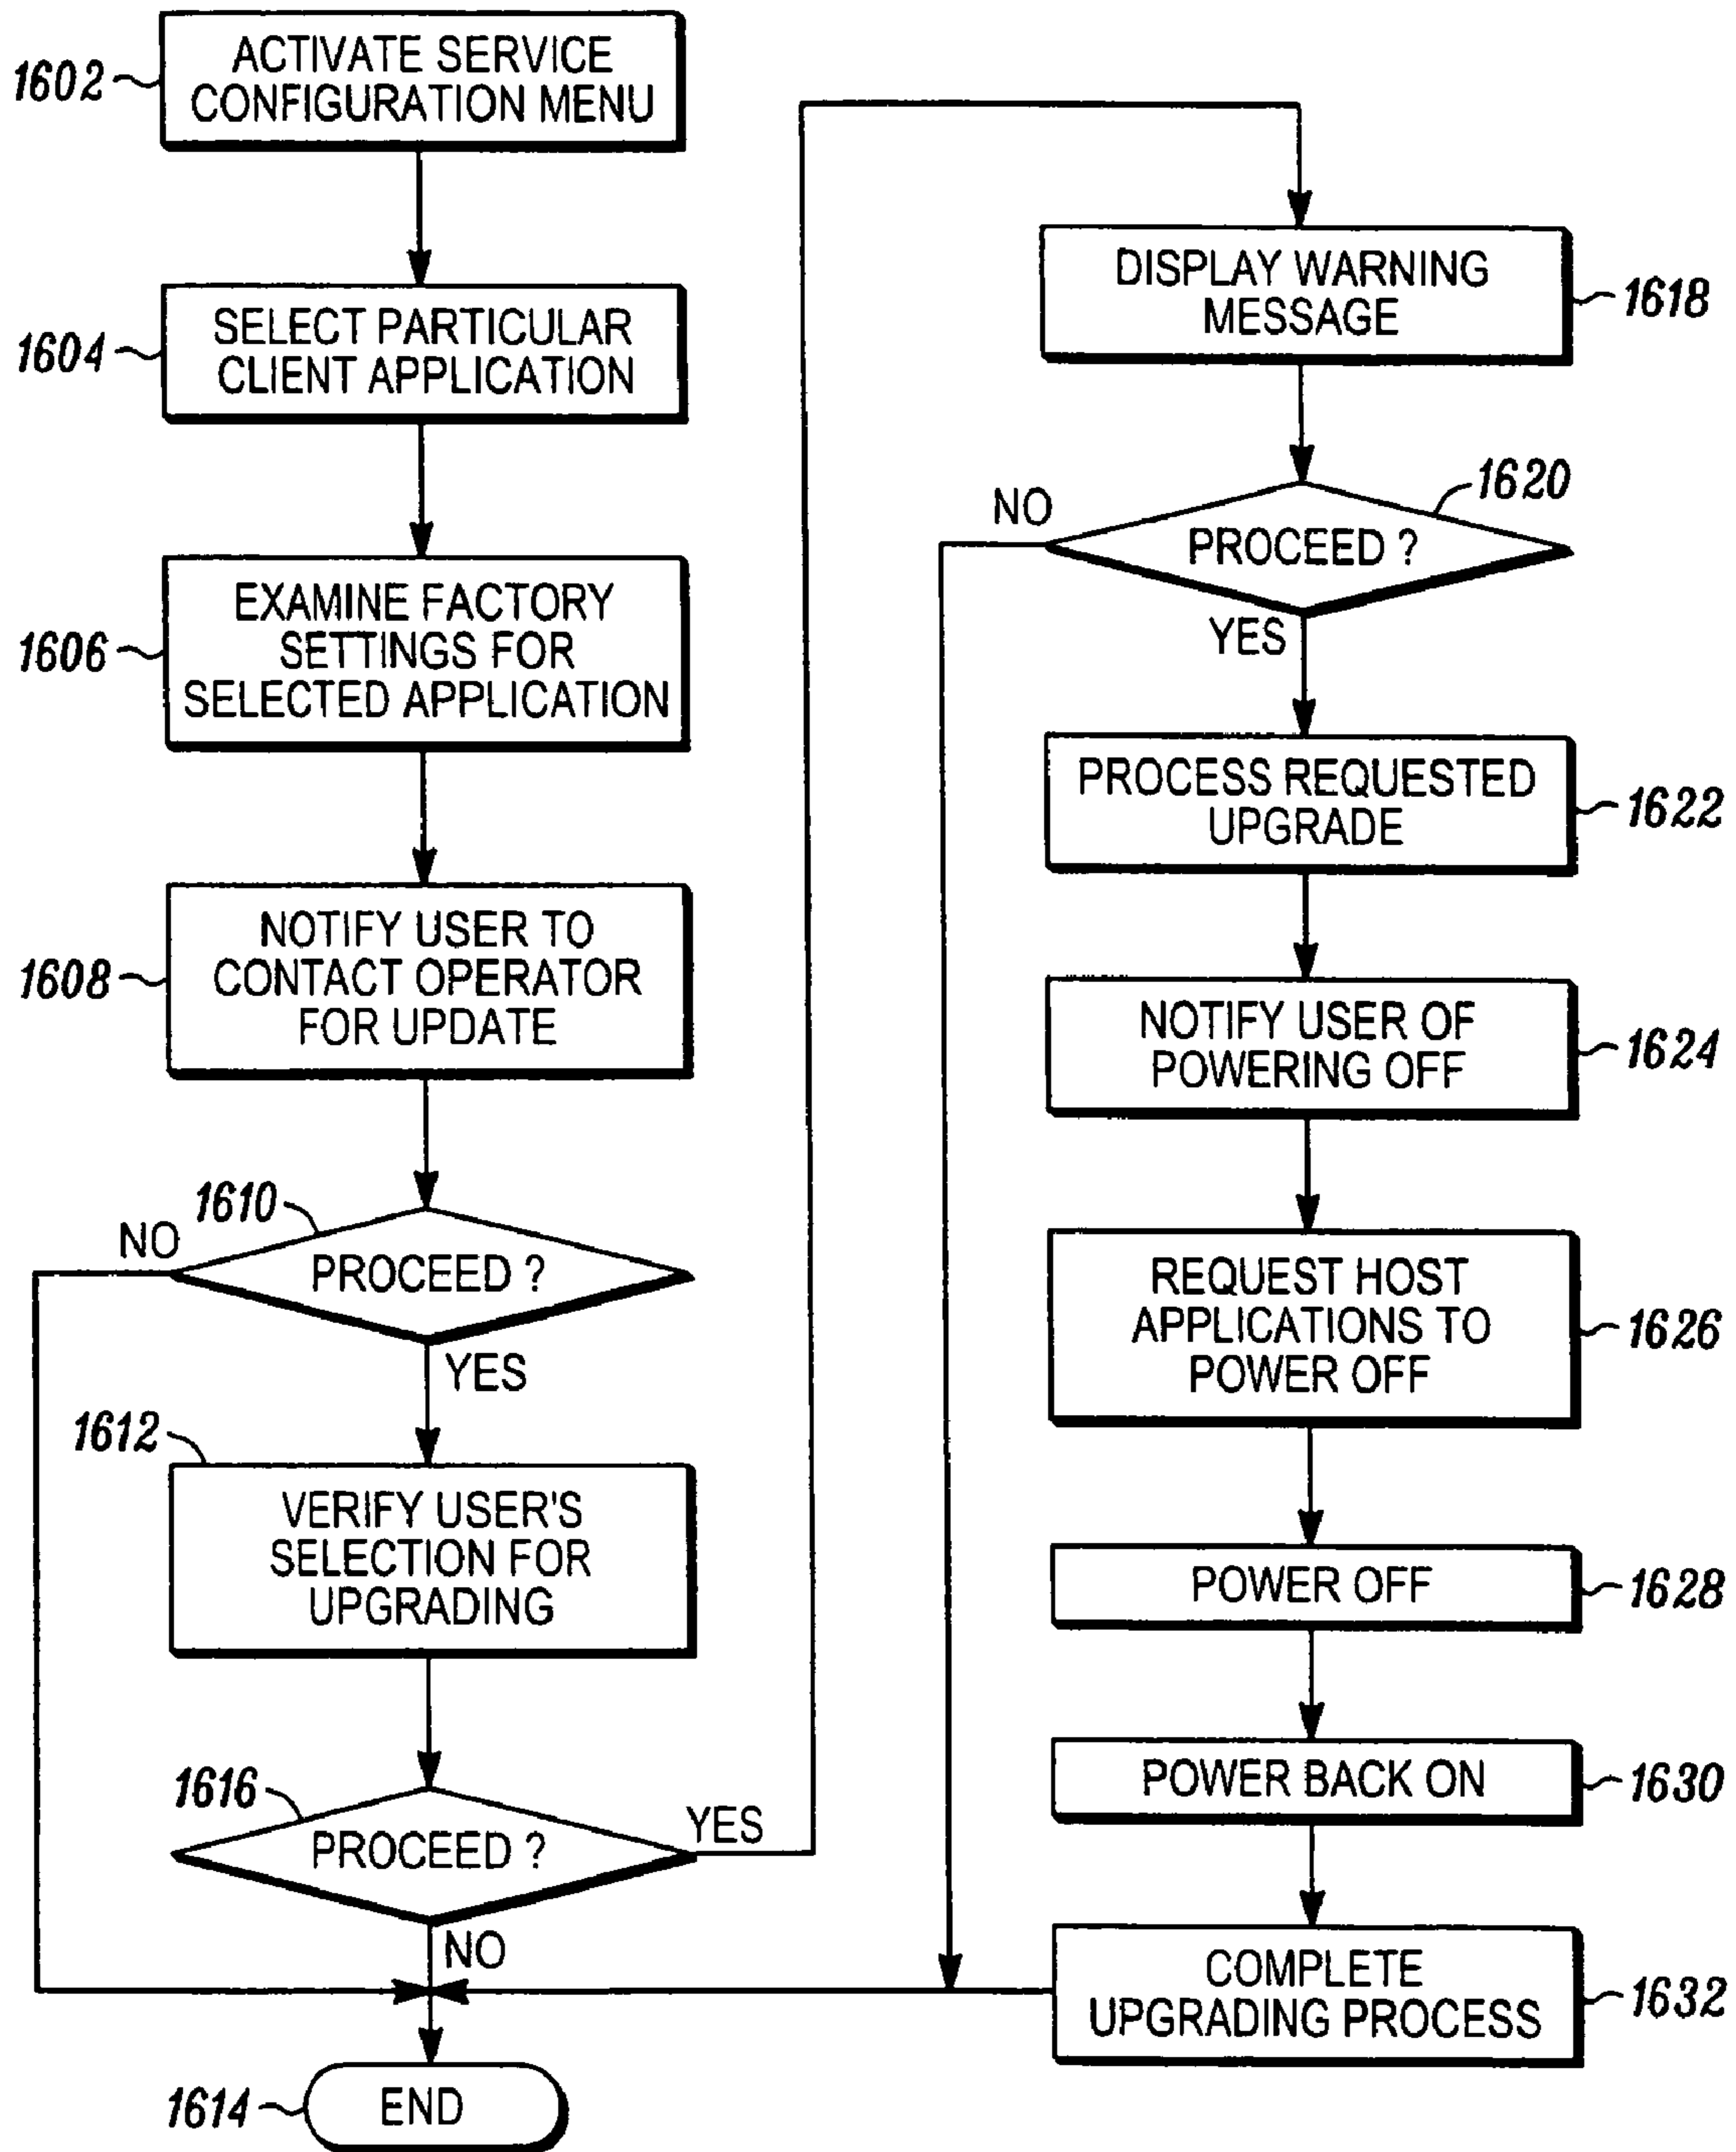 1602
ACTIVATE SERVICE
CONFIGURATION MENU
1604
SELECT PARTICULAR
CLIENT APPLICATION
1606
EXAMINE FACTORY
SETTINGS FOR
SELECTED APPLICATION
1608
NOTIFY USER TO
CONTACT OPERATOR
FOR UPDATE
1610
NO
PROCEED ?
YES
1612
VERIFY USER'S
SELECTION FOR
UPGRADING
1616
PROCEED ?
YES
NO
1614
END
DISPLAY WARNING
MESSAGE
1618
1620
NO
PROCEED ?
YES
PROCESS REQUESTED
UPGRADE
1622
NOTIFY USER OF
POWERING OFF
1624
REQUEST HOST
APPLICATIONS TO
POWER OFF
1626
POWER OFF
1628
POWER BACK ON
1630
COMPLETE
UPGRADING PROCESS
1632